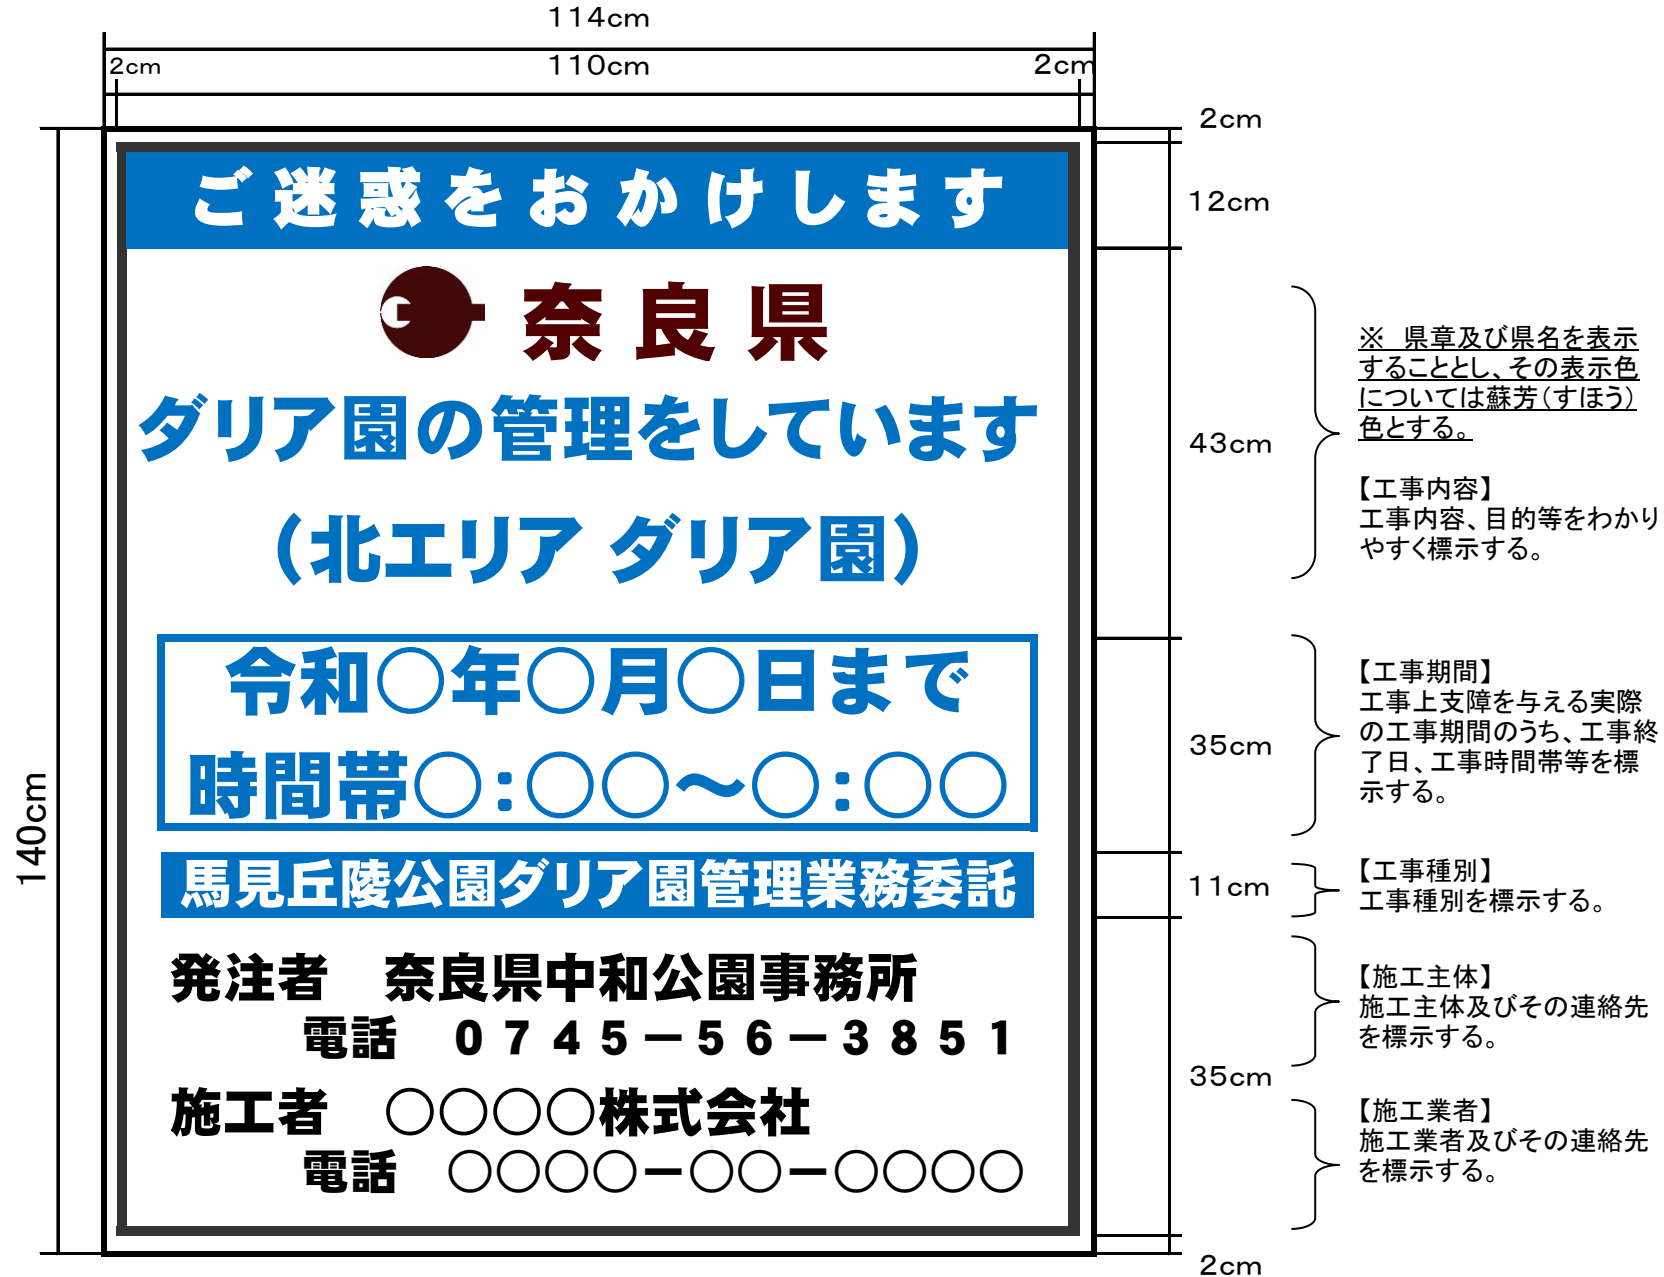 114cm
2cm
110cm
2cm
2cm
ご迷惑をおかけします
12cm
奈良県
ダリア園の管理をしています
（北エリア ダリア園）
43cm
※　県章及び県名を表示
することとし、その表示色
については蘇芳（すほう）
色とする。
【工事内容】
工事内容、目的等をわかり
やすく標示する。
令和○年○月○日まで
時間帯○：○○～○：○○
35cm
【工事期間】
工事上支障を与える実際
の工事期間のうち、工事終
了日、工事時間帯等を標
示する。
140cm
馬見丘陵公園ダリア園管理業務委託
11cm
【工事種別】
工事種別を標示する。
発注者　奈良県中和公園事務所
電話　０７４５－５６－３８５１
【施工主体】
施工主体及びその連絡先
を標示する。
35cm
施工者　○○○○株式会社
電話　○○○○－○○－○○○○
【施工業者】
施工業者及びその連絡先
を標示する。
2cm